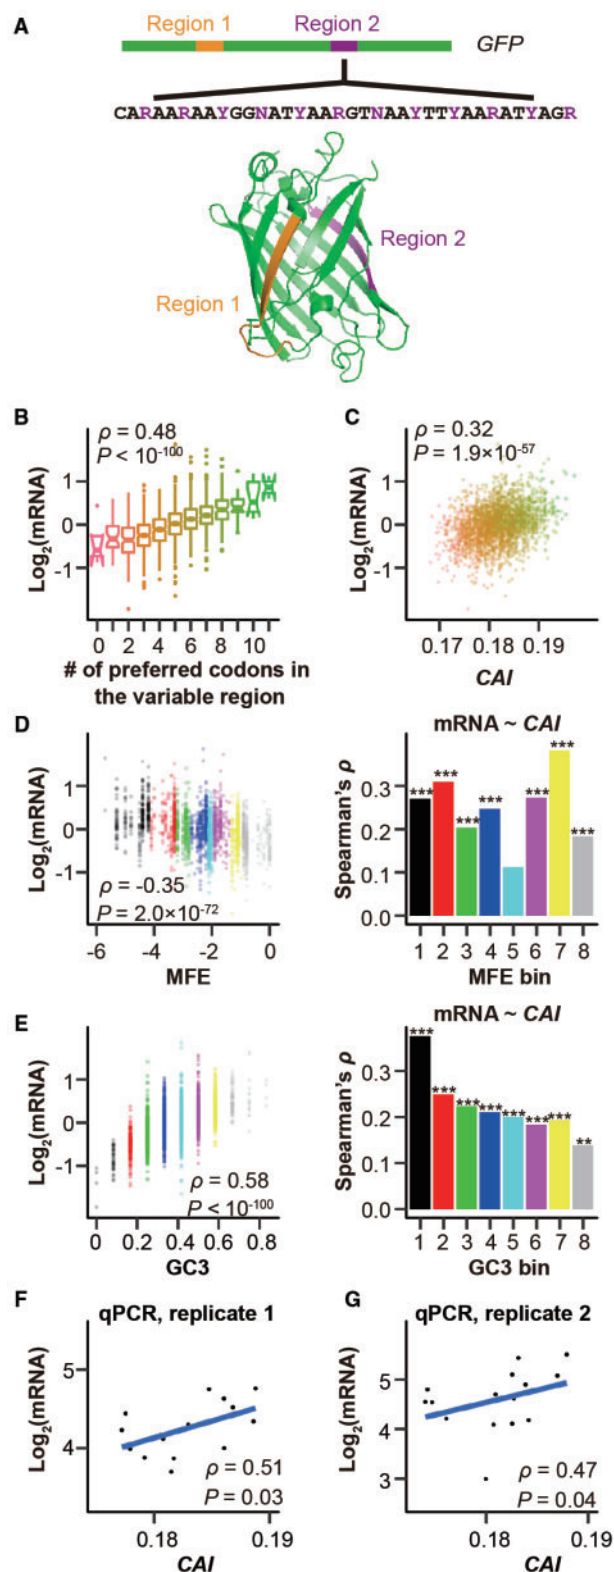 A
Region 1
Region 2
GFP
CARAARAAYGGNATYAARGTNAAYTTYAARATYAGR
Region 2
Region 1
B
ρ = 0.48
P < 10-100
Log2(mRNA)
1
0
-1
0 2 4 6 8 10
# of preferred codons in
the variable region
C
ρ = 0.32
P = 1.9×10-57
Log2(mRNA)
1
0
-1
0.17 0.18 0.19
CAI
D
Log2(mRNA)
1
0
-1
ρ = -0.35
P = 2.0×10-72
-6 -4 -2 0
MFE
mRNA ~ CAI
Spearman's ρ
0.3
0.2
0.1
0.0
*** *** *** *** *** *** ***
1 2 3 4 5 6 7 8
MFE bin
E
Log2(mRNA)
1
0
-1
ρ = 0.58
P < 10-100
0 0.2 0.4 0.6 0.8
GC3
mRNA ~ CAI
Spearman's ρ
0.3
0.2
0.1
0.0
*** *** *** *** *** *** *** **
1 2 3 4 5 6 7 8
GC3 bin
F
qPCR, replicate 1
Log2(mRNA)
5
4
ρ = 0.51
P = 0.03
0.18 0.19
CAI
G
qPCR, replicate 2
Log2(mRNA)
5
4
3
ρ = 0.47
P = 0.04
0.18 0.19
CAI